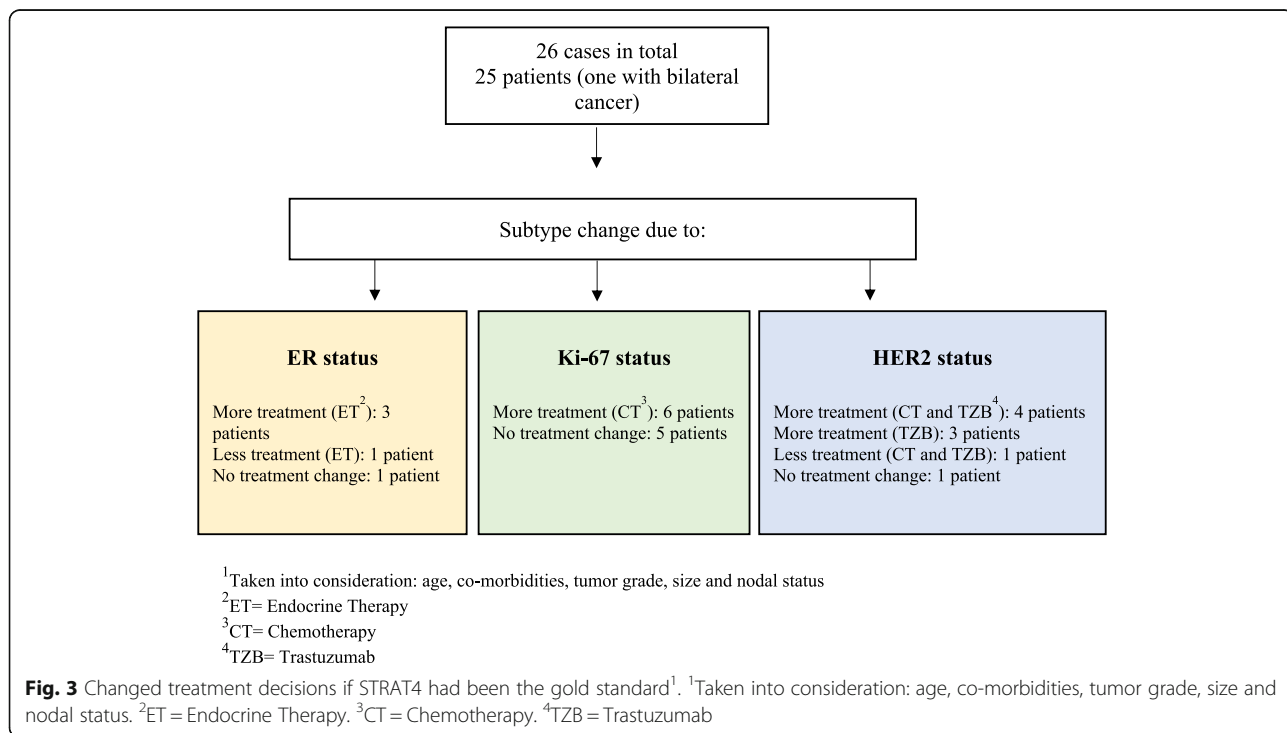 26 cases in total
25 patients (one with bilateral
cancer)
Subtype change due to:
ER status
More treatment (ET²): 3
patients
Less treatment (ET): 1 patient
No treatment change: 1 patient
Ki-67 status
More treatment (CT³): 6 patients
No treatment change: 5 patients
HER2 status
More treatment (CT and TZB⁴): 4 patients
More treatment (TZB): 3 patients
Less treatment (CT and TZB): 1 patient
No treatment change: 1 patient
¹Taken into consideration: age, co-morbidities, tumor grade, size and nodal status
²ET= Endocrine Therapy
³CT= Chemotherapy
⁴TZB= Trastuzumab
Fig. 3 Changed treatment decisions if STRAT4 had been the gold standard¹. ¹Taken into consideration: age, co-morbidities, tumor grade, size and
nodal status. ²ET = Endocrine Therapy. ³CT = Chemotherapy. ⁴TZB = Trastuzumab